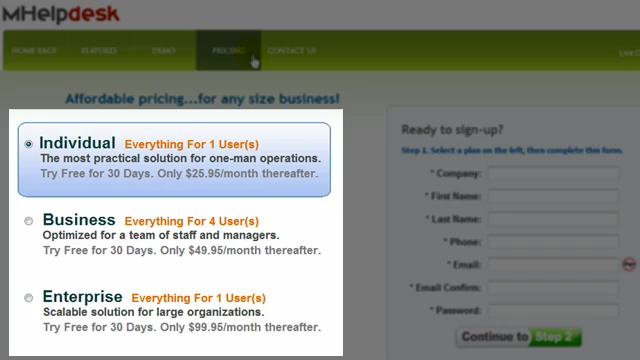 MHelpdesk
HOME PAGE FEATURES DEMO PRICING CONTACT US
Affordable pricing...for any size business!
Individual Everything For 1 User(s)
The most practical solution for one-man operations.
Try Free for 30 Days. Only $25.95/month thereafter.
Business Everything For 4 User(s)
Optimized for a team of staff and managers.
Try Free for 30 Days. Only $49.95/month thereafter.
Enterprise Everything For 1 User(s)
Scalable solution for large organizations.
Try Free for 30 Days. Only $99.95/month thereafter.
Ready to sign-up?
Step 1. Select a plan on the left, then complete this form.
* Company:
* First Name:
* Last Name:
* Phone:
* Email:
* Email Confirm:
* Password:
Continue to Step 2